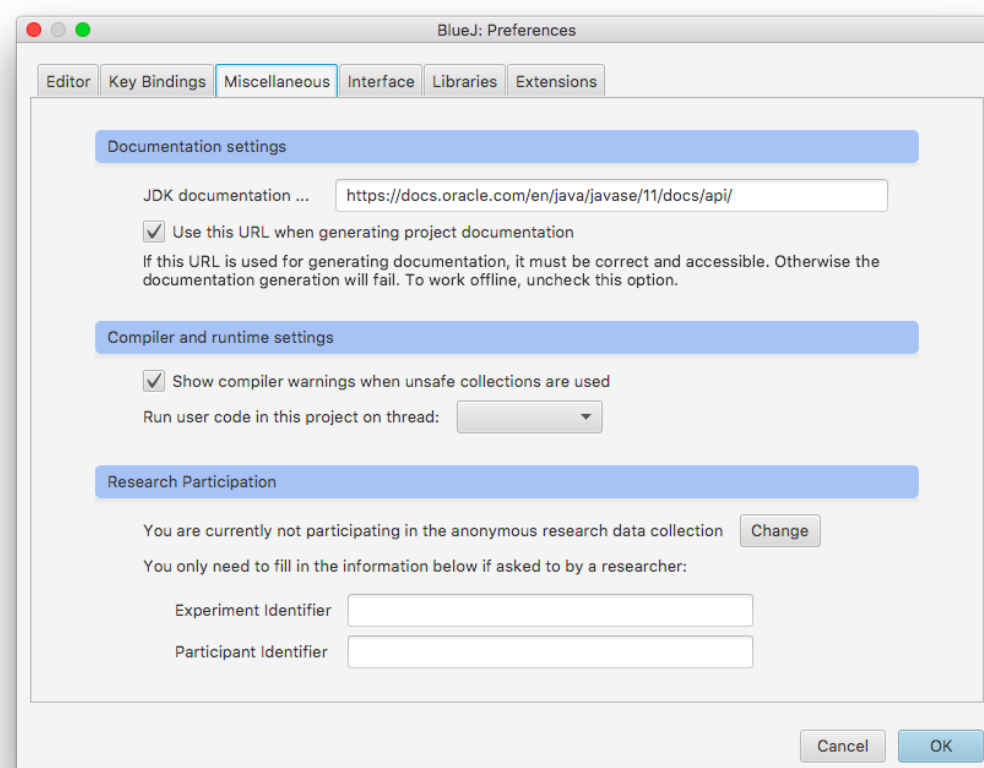 BlueJ: Preferences
Editor Key Bindings Miscellaneous Interface Libraries Extensions
Documentation settings
JDK documentation ... https://docs.oracle.com/en/java/javase/11/docs/api/
Use this URL when generating project documentation
If this URL is used for generating documentation, it must be correct and accessible. Otherwise the
documentation generation will fail. To work offline, uncheck this option.
Compiler and runtime settings
Show compiler warnings when unsafe collections are used
Run user code in this project on thread:
Research Participation
You are currently not participating in the anonymous research data collection Change
You only need to fill in the information below if asked to by a researcher:
Experiment Identifier
Participant Identifier
Cancel OK